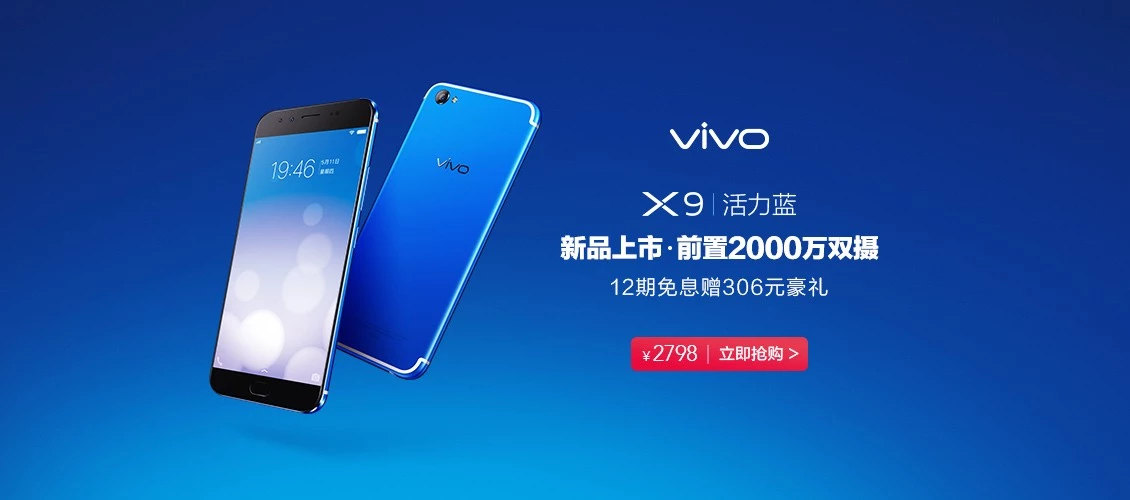 vivo
X9 | 活力蓝
新品上市·前置2000万双摄
12期免息赠306元豪礼
¥2798 | 立即抢购 >
19:46
5月11日
星期四
vivo